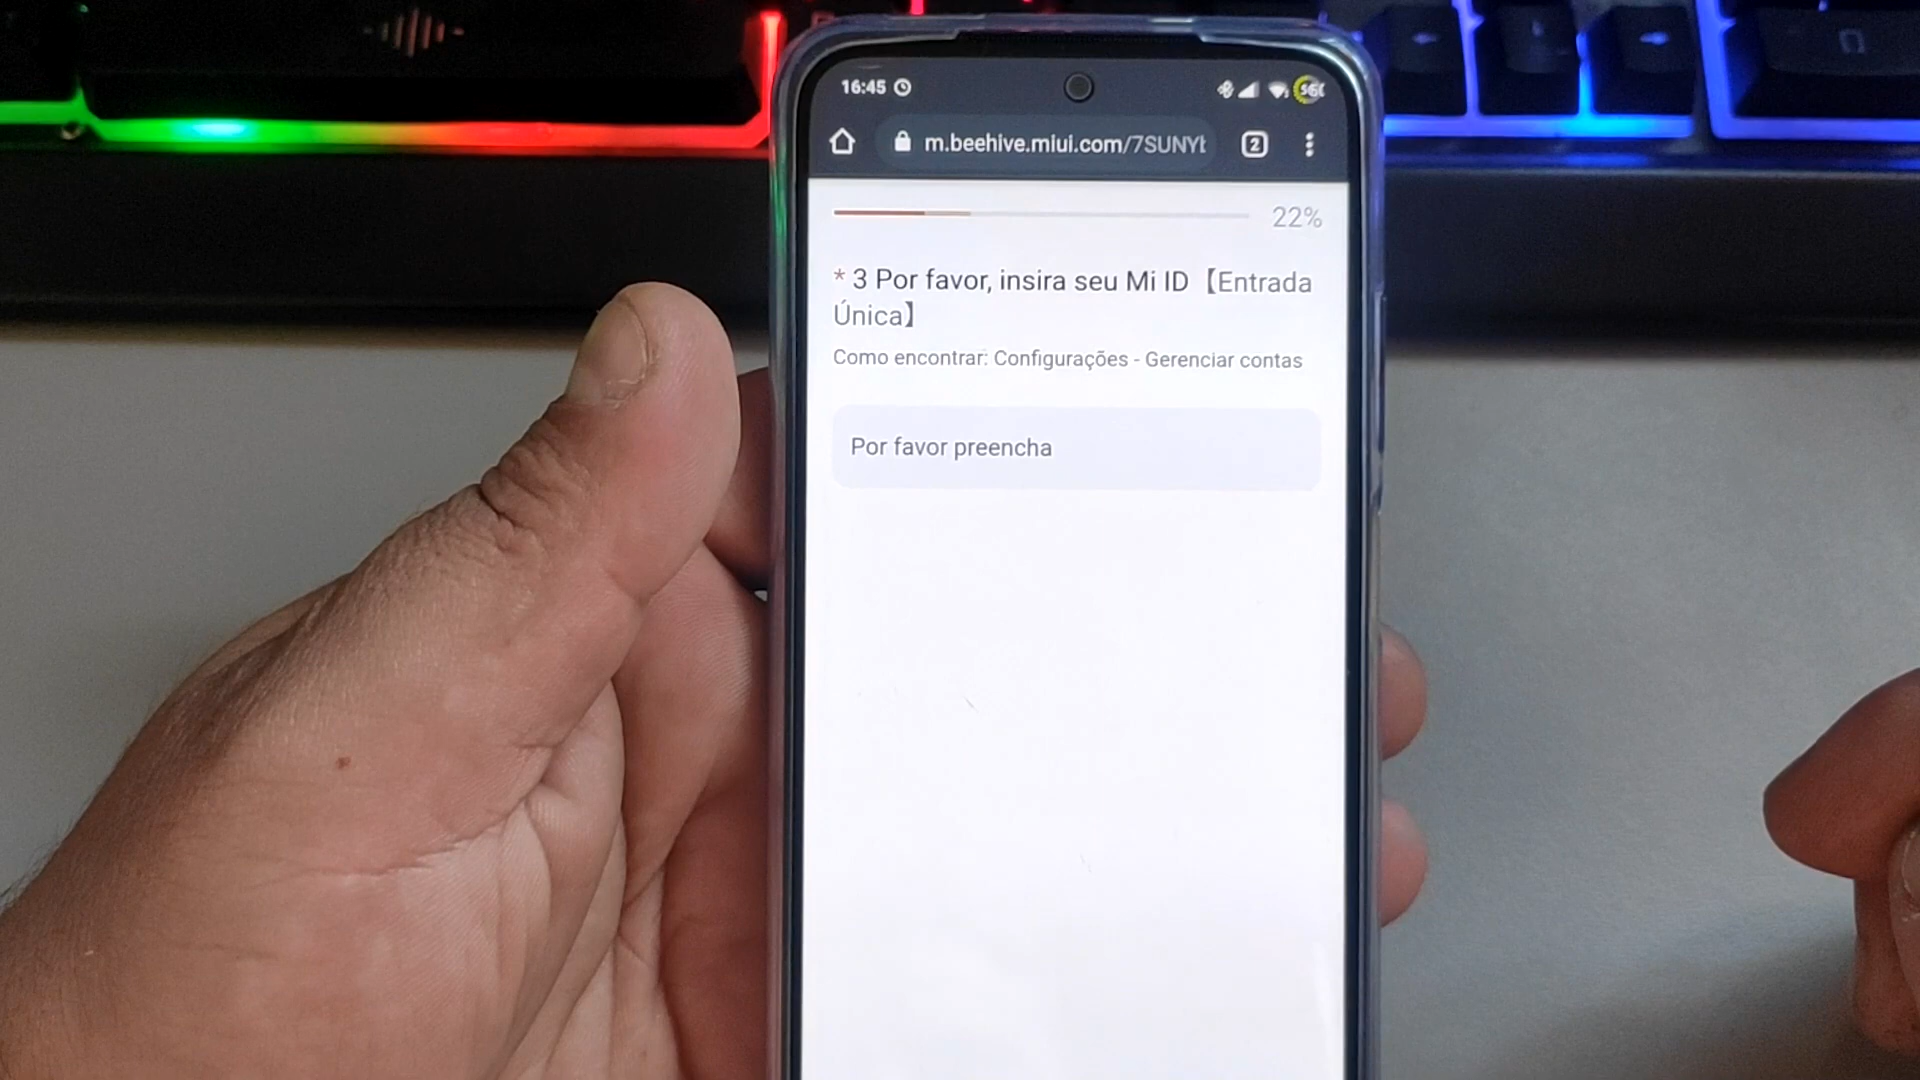 16:45
m.beehive.miui.com/7SUNY
2
22%
* 3 Por favor, insira seu Mi ID【Entrada
Única】
Como encontrar: Configurações - Gerenciar contas
Por favor preencha